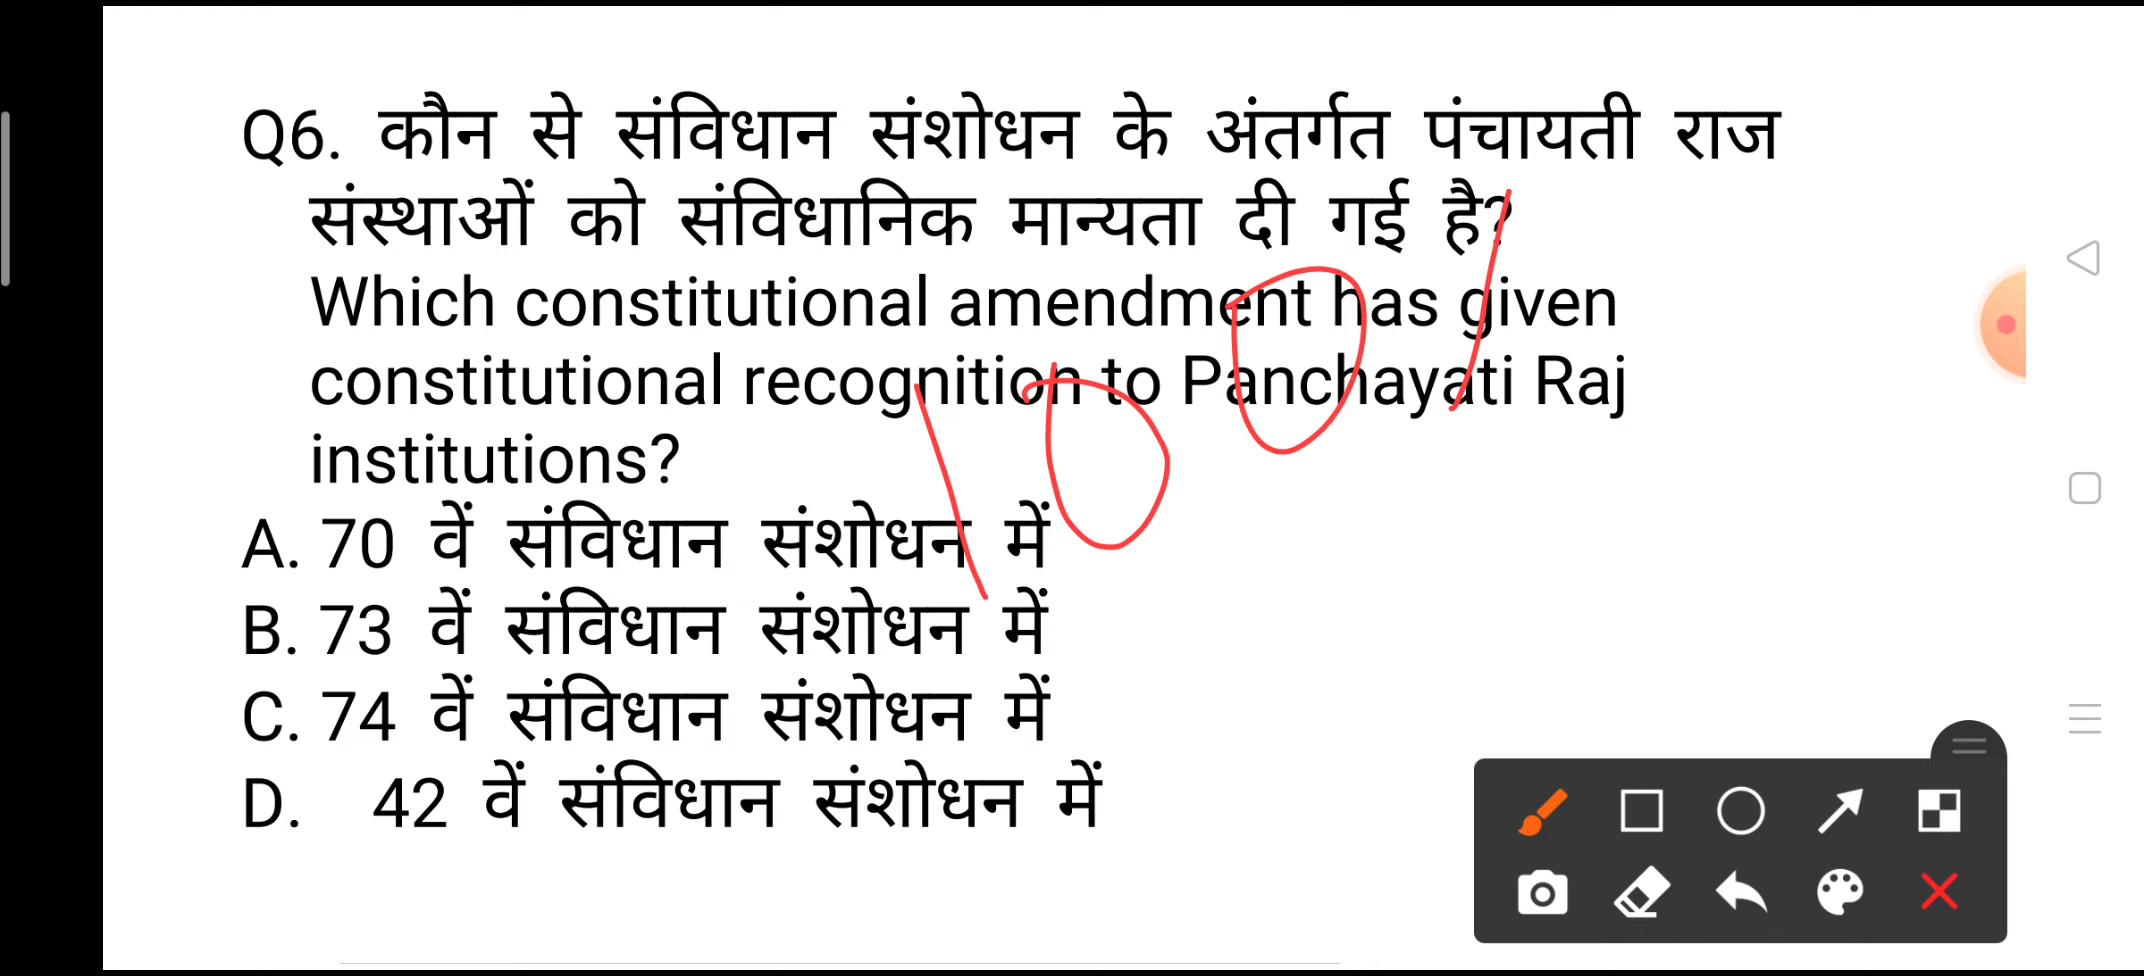 Q6. कौन से संविधान संशोधन के अंतर्गत पंचायती राज
संस्थाओं को संविधानिक मान्यता दी गई है?
Which constitutional amendment has given
constitutional recognition to Panchayati Raj
institutions?
A. 70 वें संविधान संशोधन में
B. 73 वें संविधान संशोधन में
C. 74 वें संविधान संशोधन में
D. 42 वें संविधान संशोधन में